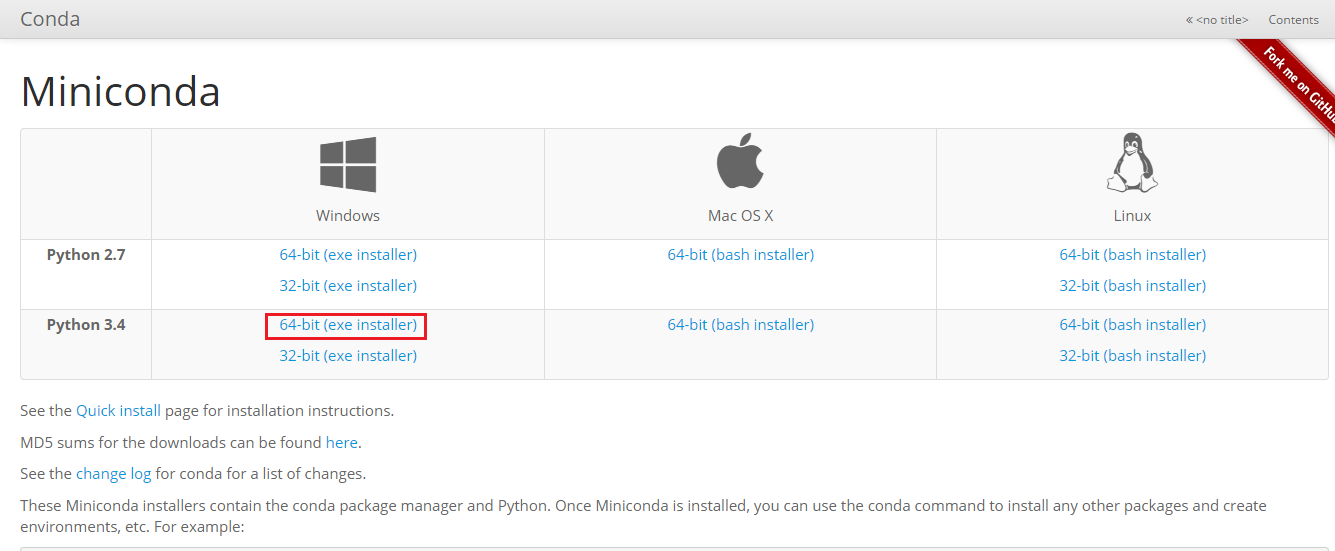 Conda
« <no title>
Contents
Fork me on GitHub
Miniconda
Windows
Mac OS X
Linux
Python 2.7
64-bit (exe installer)
64-bit (bash installer)
64-bit (bash installer)
32-bit (exe installer)
32-bit (bash installer)
Python 3.4
64-bit (exe installer)
64-bit (bash installer)
64-bit (bash installer)
32-bit (exe installer)
32-bit (bash installer)
See the Quick install page for installation instructions.
MD5 sums for the downloads can be found here.
See the change log for conda for a list of changes.
These Miniconda installers contain the conda package manager and Python. Once Miniconda is installed, you can use the conda command to install any other packages and create
environments, etc. For example: